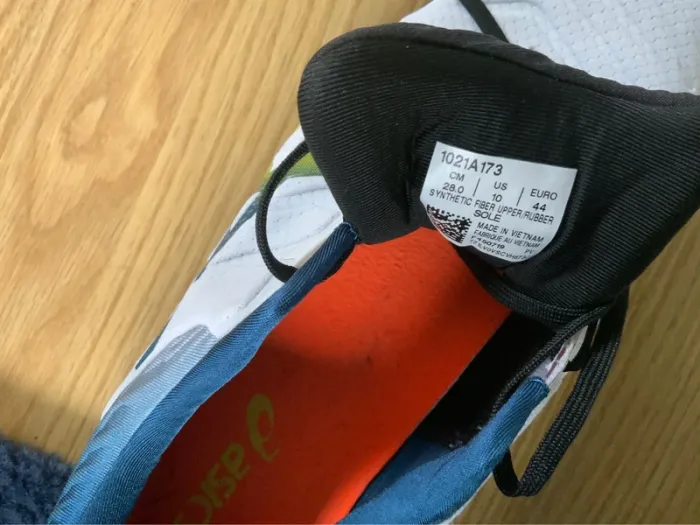 1021A173
CM | US | EURO
28.0 | 10 | 44
SYNTHETIC FIBER UPPER/RUBBER
SOLE
MADE IN VIETNAM
FABRIQUE AU VIETNAM
asics